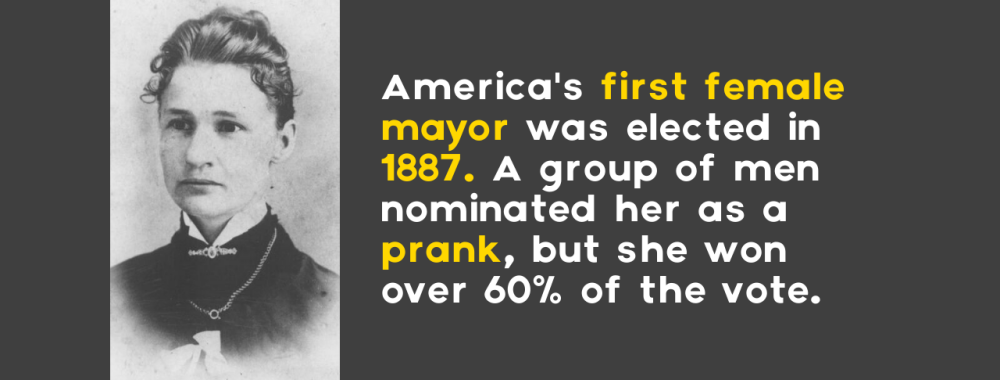 America's first female
mayor was elected in
1887. A group of men
nominated her as a
prank, but she won
over 60% of the vote.